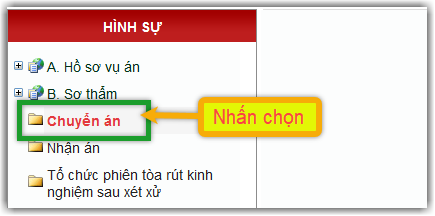 HÌNH SỰ
A. Hồ sơ vụ án
B. Sơ thẩm
Chuyển án
Nhấn chọn
Nhận án
Tổ chức phiên tòa rút kinh
nghiệm sau xét xử